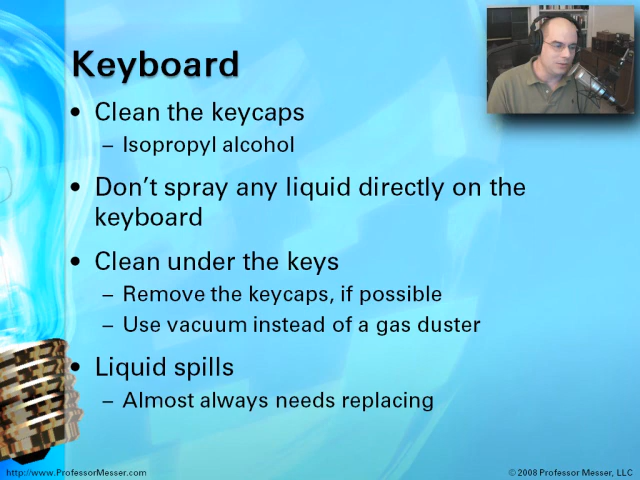 Keyboard
• Clean the keycaps
– Isopropyl alcohol
• Don't spray any liquid directly on the
keyboard
• Clean under the keys
– Remove the keycaps, if possible
– Use vacuum instead of a gas duster
• Liquid spills
– Almost always needs replacing
http://www.ProfessorMesser.com
© 2008 Professor Messer, LLC